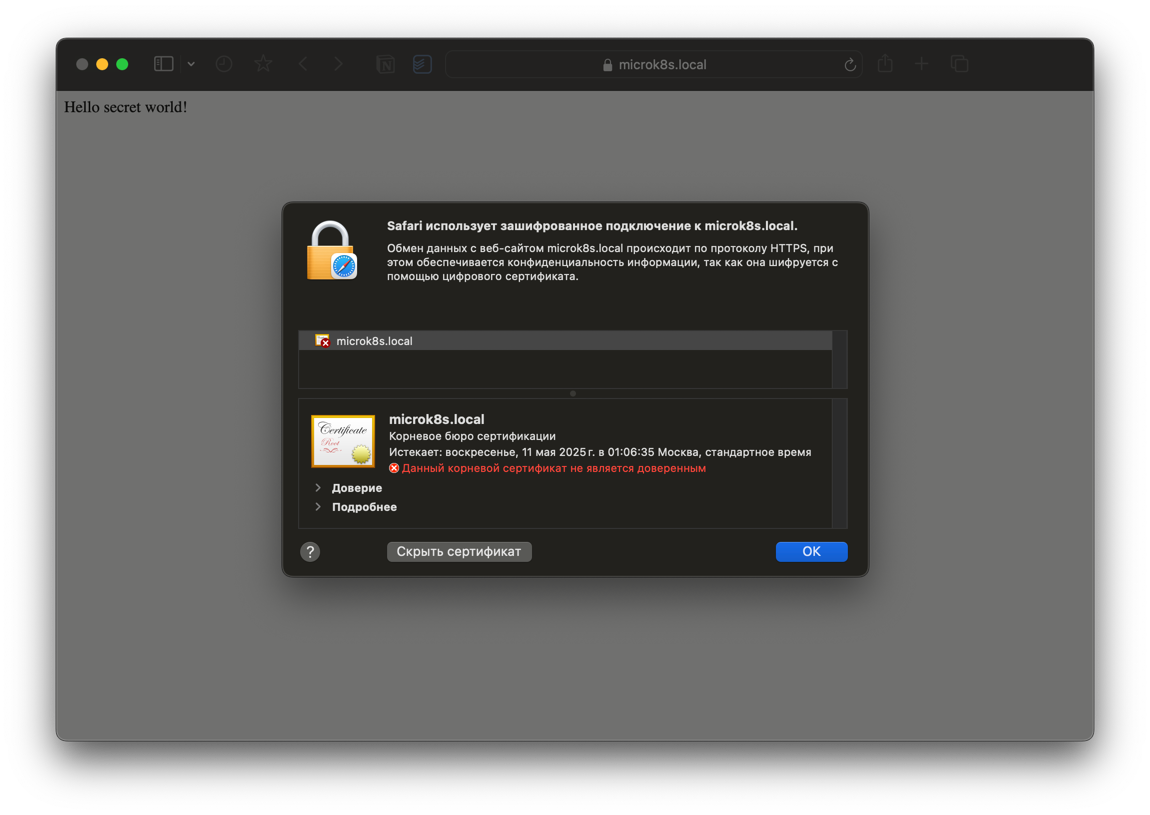 microk8s.local
Hello secret world!
Safari использует зашифрованное подключение к microk8s.local.
Обмен данных с веб-сайтом microk8s.local происходит по протоколу HTTPS, при
этом обеспечивается конфиденциальность информации, так как она шифруется с
помощью цифрового сертификата.
microk8s.local
Certificate
Root
microk8s.local
Корневое бюро сертификации
Истекает: воскресенье, 11 мая 2025 г. в 01:06:35 Москва, стандартное время
Данный корневой сертификат не является доверенным
Доверие
Подробнее
?
Скрыть сертификат
ОК